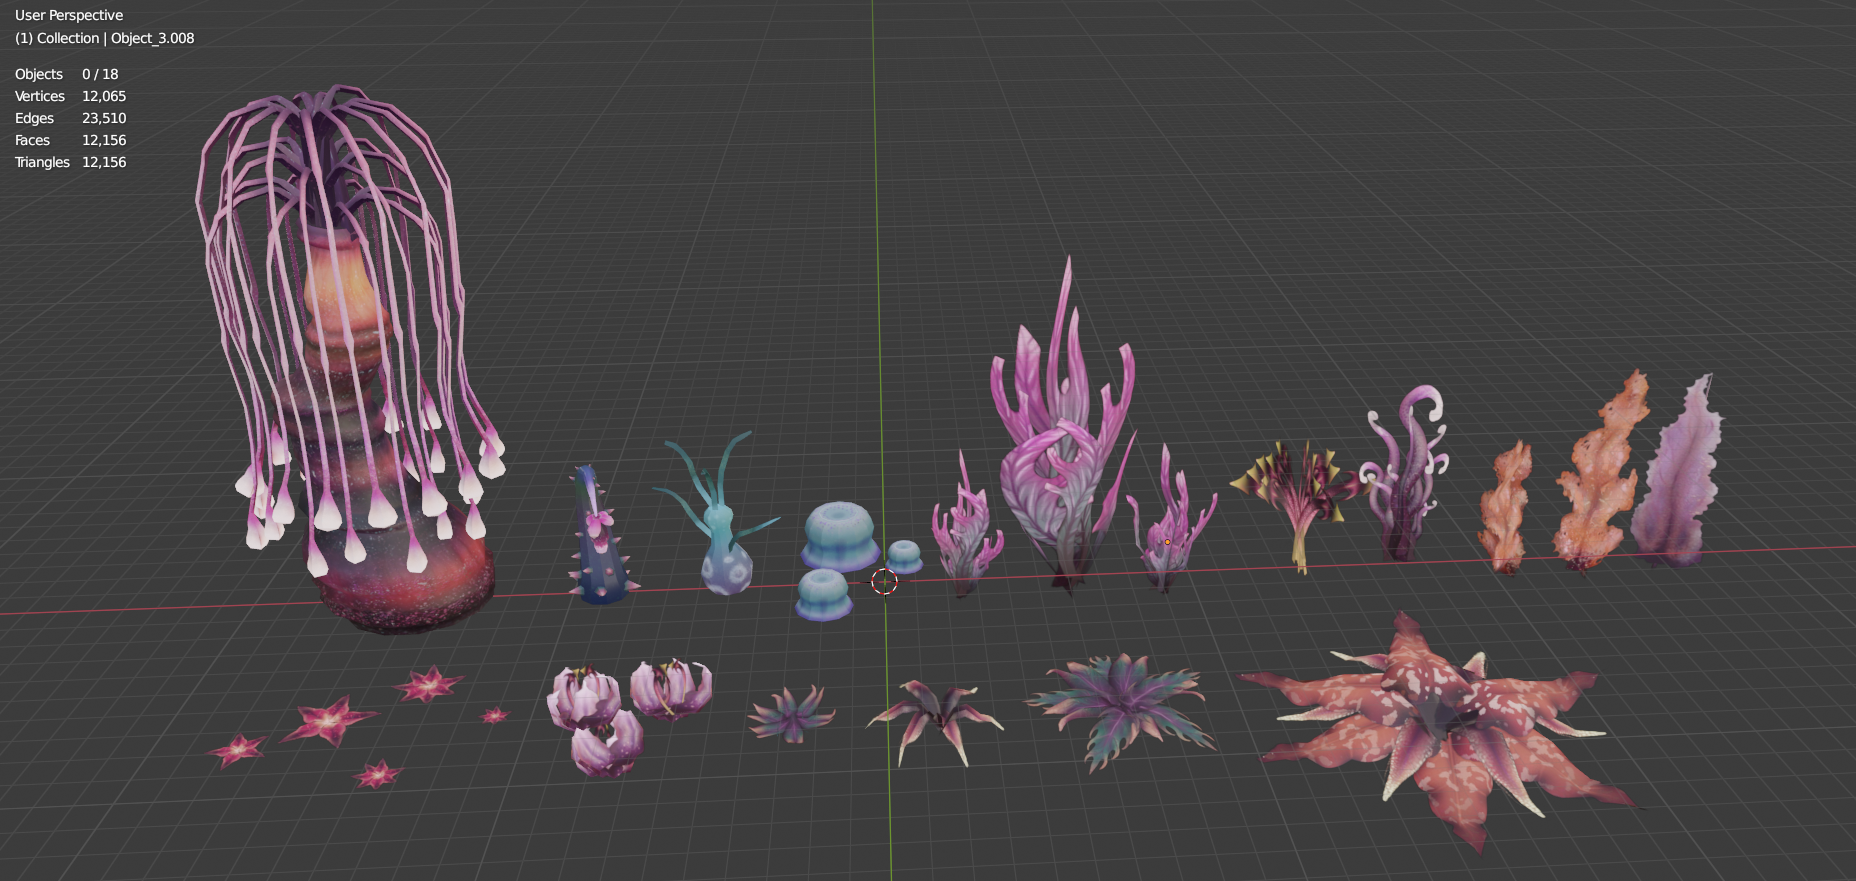 User Perspective
(1) Collection | Object_3.008
Objects 0 / 18
Vertices 12,065
Edges 23,510
Faces 12,156
Triangles 12,156